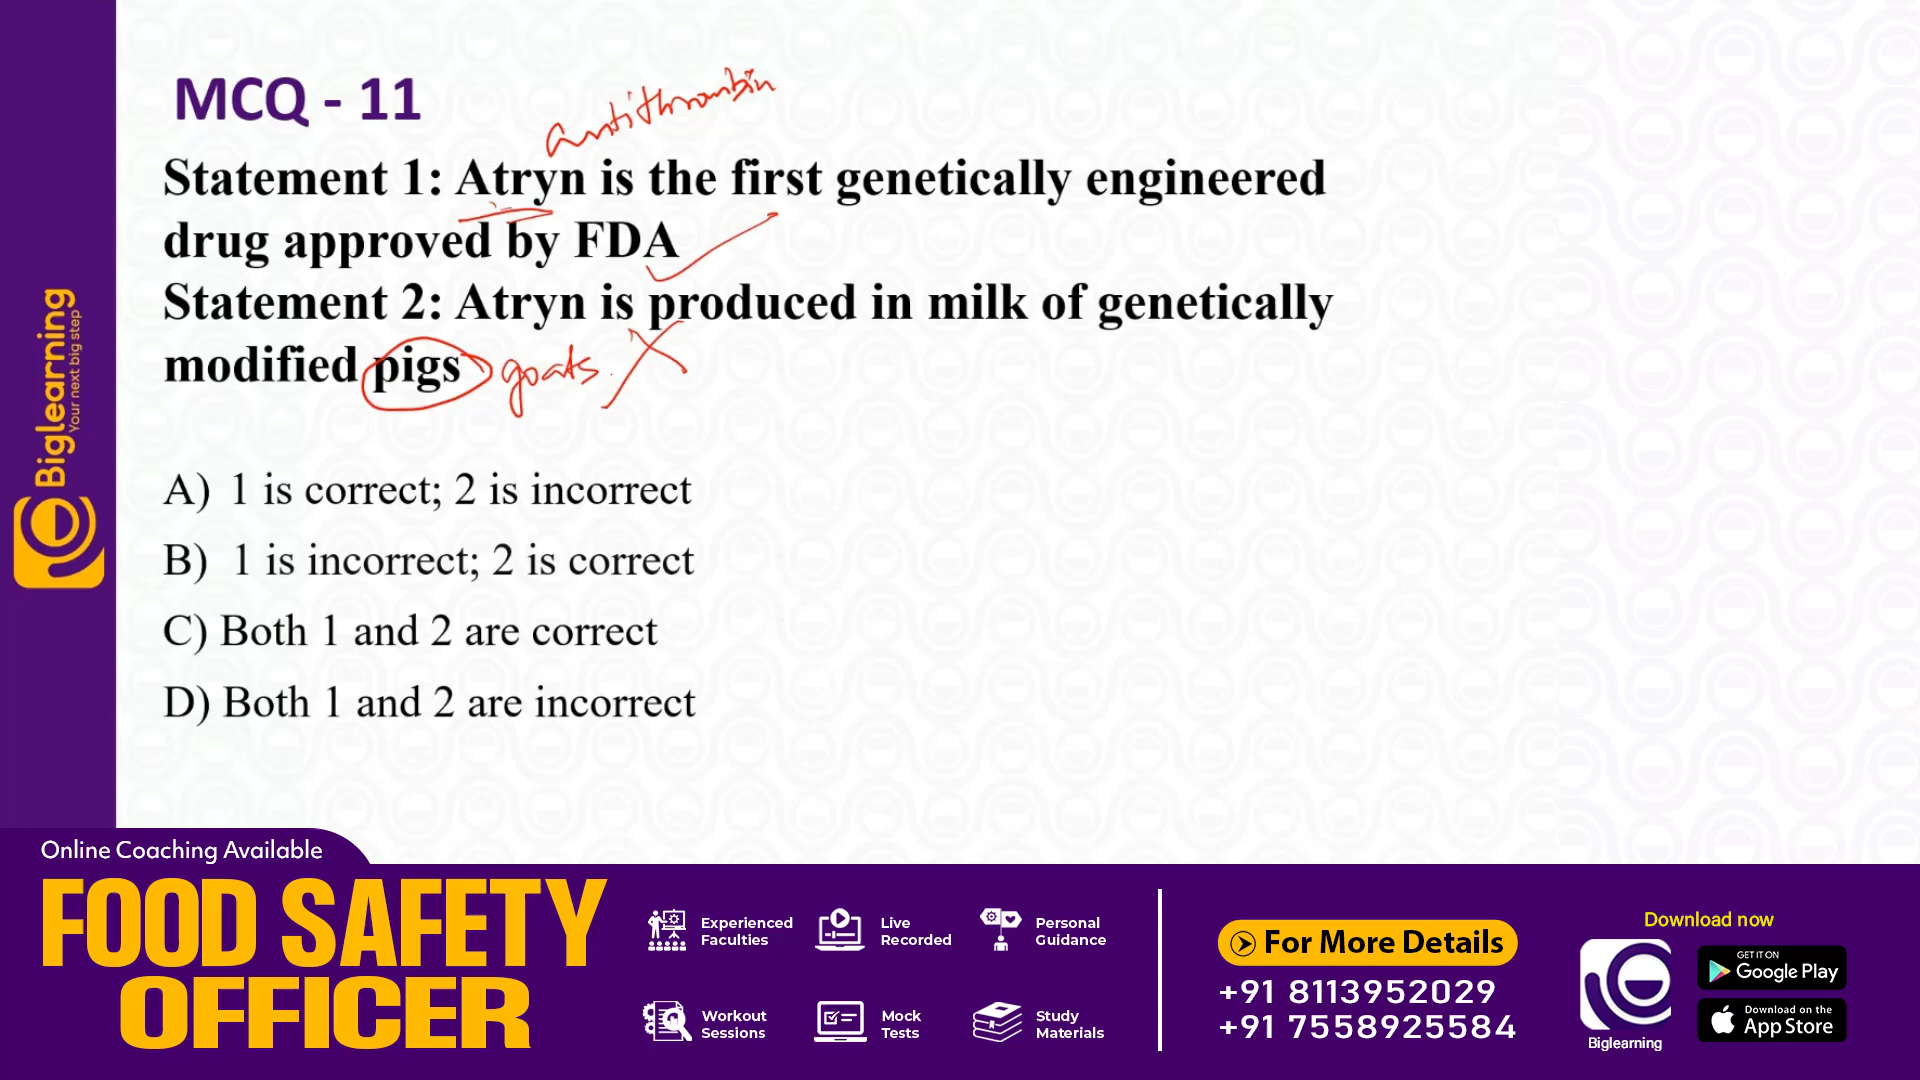 MCQ - 11
antithrombin
Statement 1: Atryn is the first genetically engineered
drug approved by FDA
Statement 2: Atryn is produced in milk of genetically
modified pigs goats.
A) 1 is correct; 2 is incorrect
B) 1 is incorrect; 2 is correct
C) Both 1 and 2 are correct
D) Both 1 and 2 are incorrect
Biglearning
Your next big step
Online Coaching Available
FOOD SAFETY
OFFICER
Experienced
Faculties
Live
Recorded
Personal
Guidance
Workout
Sessions
Mock
Tests
Study
Materials
For More Details
+91 8113952029
+91 7558925584
Download now
Biglearning
GET IT ON
Google Play
Download on the
App Store